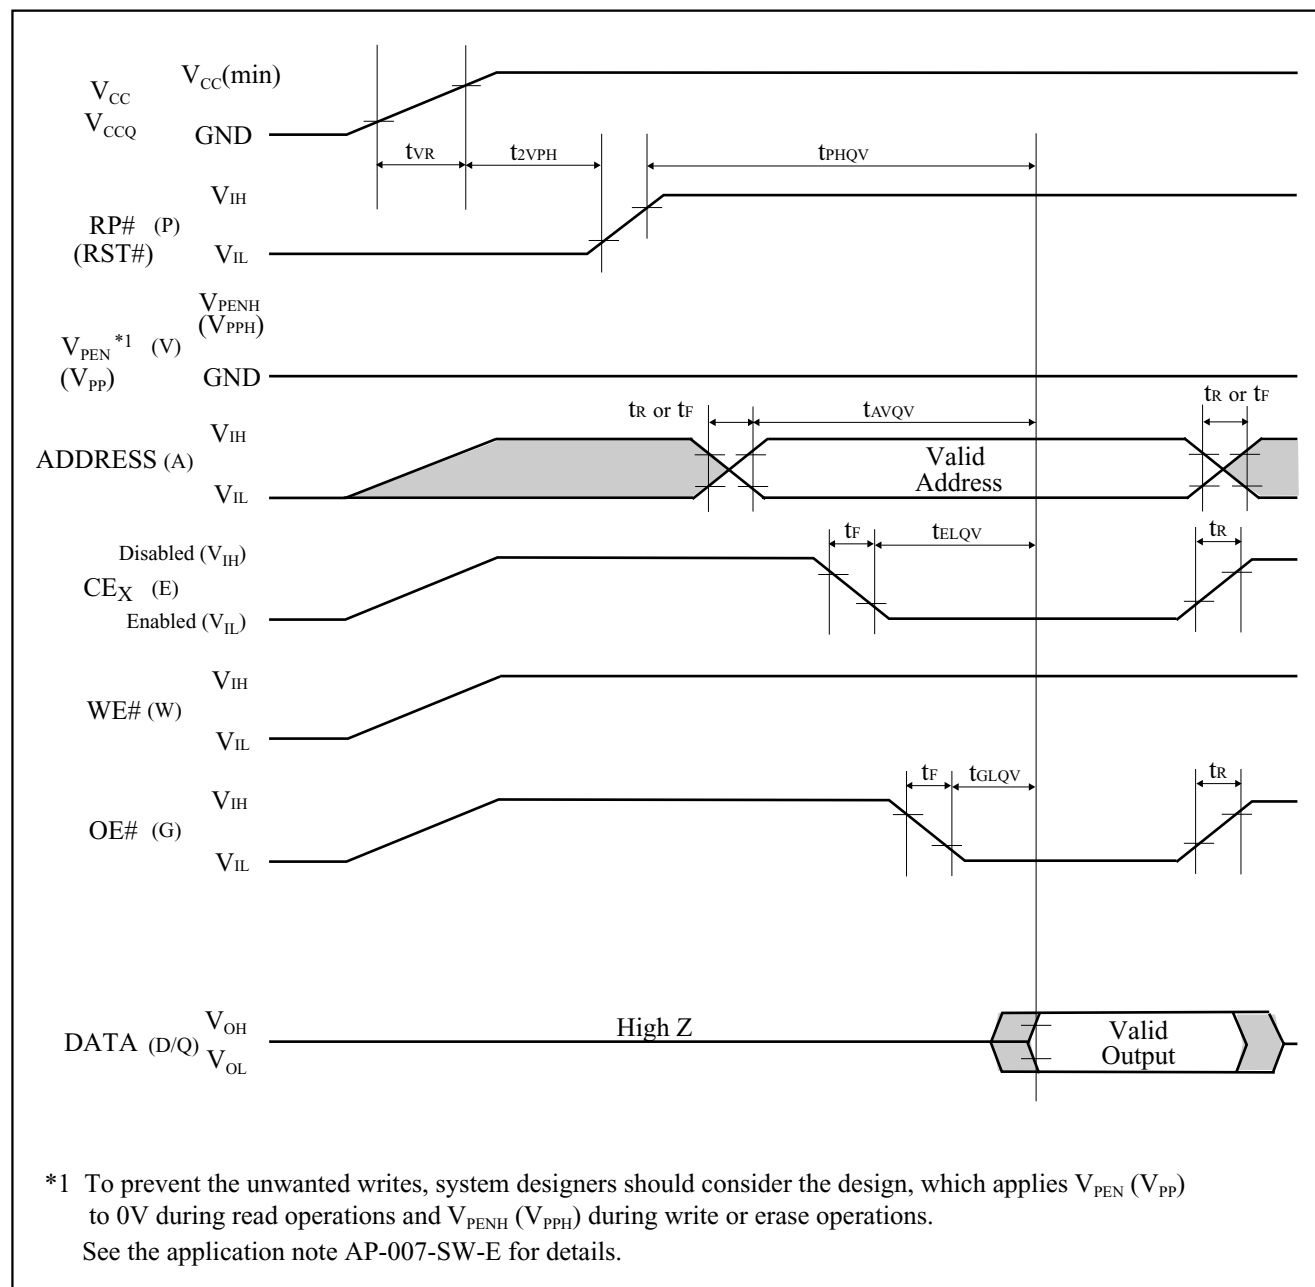 VCC
VCCQ
VCC(min)
GND
tVR
t2VPH
tPHQV
RP# (P)
(RST#)
VIH
VIL
VPENH
(VPPH)
VPEN *1 (V)
(VPP)
GND
tR or tF
tAVQV
tR or tF
ADDRESS (A)
VIH
VIL
Valid
Address
tF
tELQV
tR
Disabled (VIH)
CEX (E)
Enabled (VIL)
WE# (W)
VIH
VIL
tF
tGLQV
tR
OE# (G)
VIH
VIL
DATA (D/Q)
VOH
VOL
High Z
Valid
Output
*1 To prevent the unwanted writes, system designers should consider the design, which applies VPEN (VPP)
to 0V during read operations and VPENH (VPPH) during write or erase operations.
See the application note AP-007-SW-E for details.